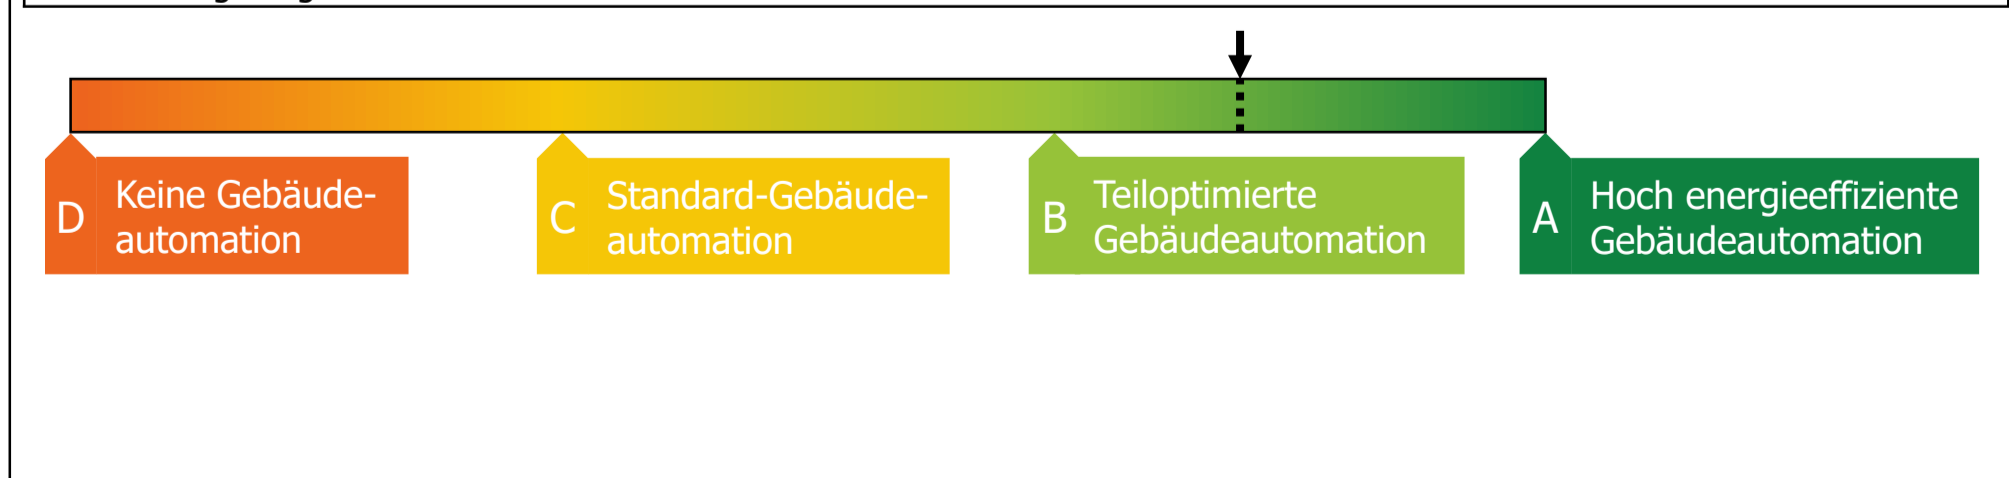 D
Keine Gebäude-
automation
C
Standard-Gebäude-
automation
B
Teiloptimierte
Gebäudeautomation
A
Hoch energieeffiziente
Gebäudeautomation